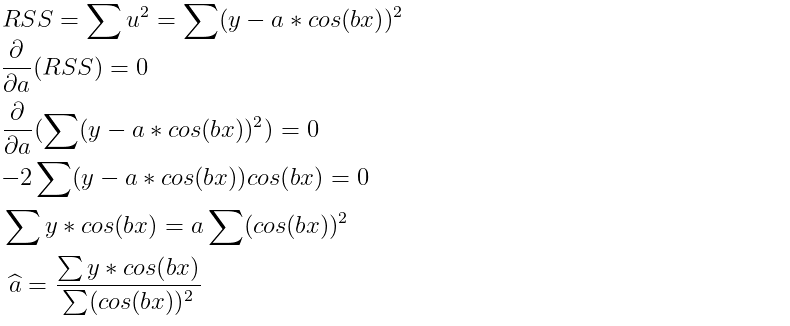 RSS = ∑ u² = ∑(y − a * cos(bx))²
∂/∂a (RSS) = 0
∂/∂a (∑(y − a * cos(bx))²) = 0
−2 ∑(y − a * cos(bx))cos(bx) = 0
∑ y * cos(bx) = a ∑(cos(bx))²
â = ∑ y * cos(bx) / ∑(cos(bx))²